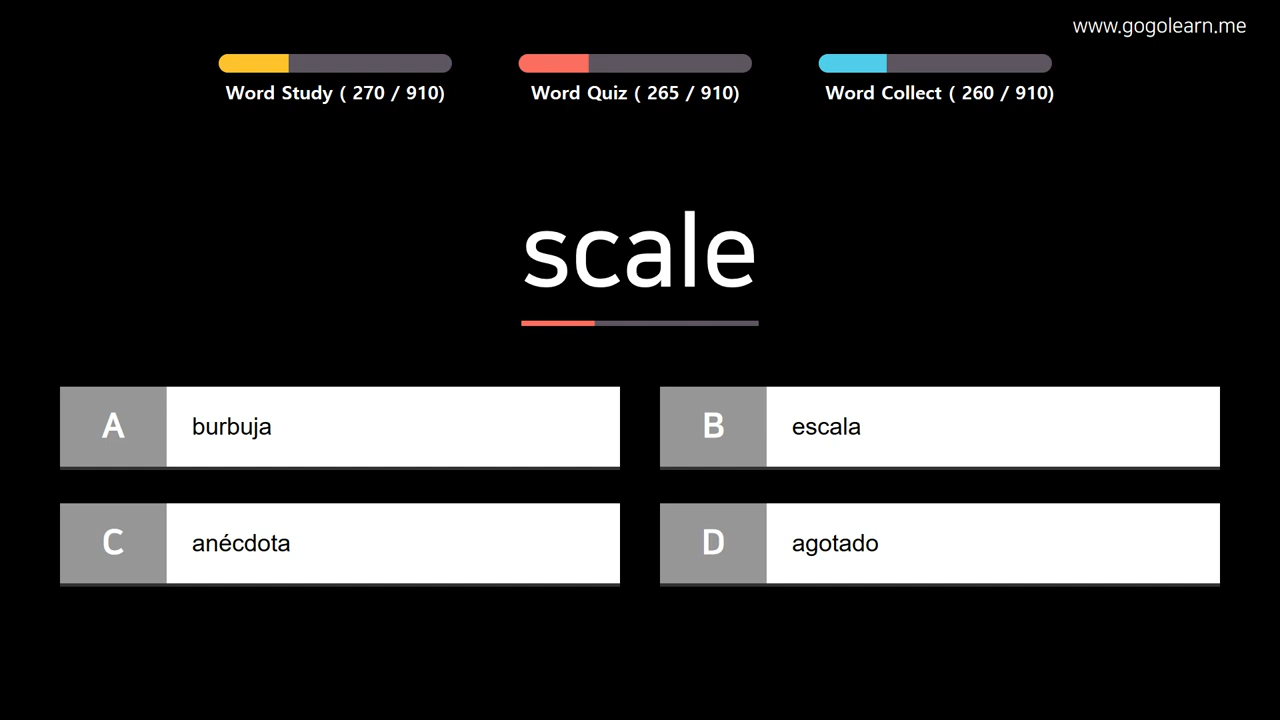 www.gogolearn.me
Word Study ( 270 / 910)
Word Quiz ( 265 / 910)
Word Collect ( 260 / 910)
scale
A burbuja
B escala
C anécdota
D agotado